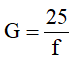 G = 25/f